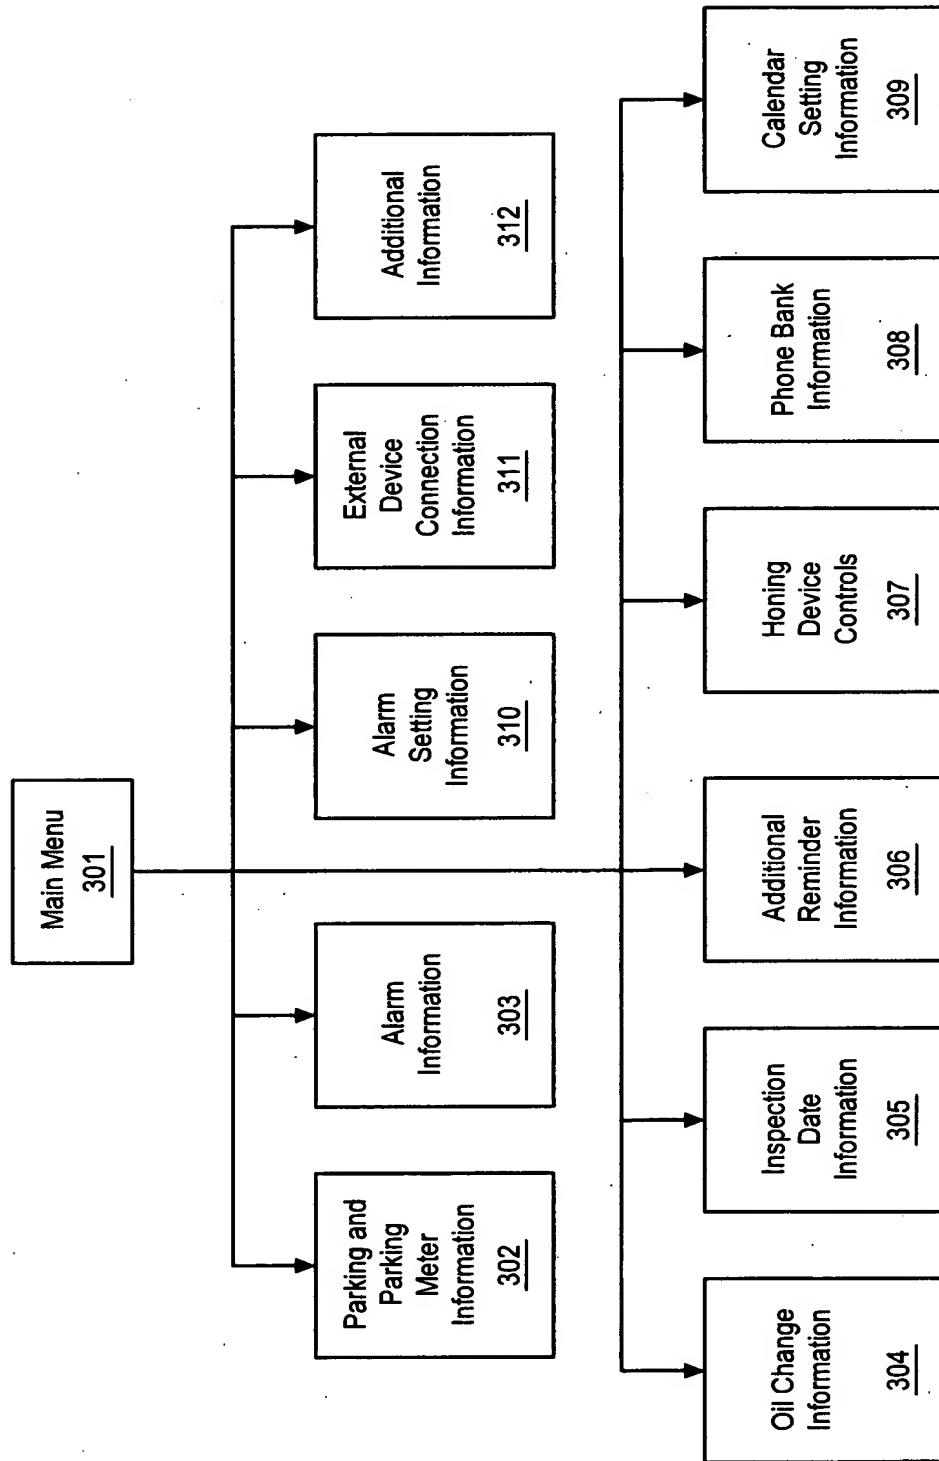 Main Menu
301
Parking and
Parking
Meter
Information
302
Alarm
Information
303
Alarm
Setting
Information
310
External
Device
Connection
Information
311
Additional
Information
312
Oil Change
Information
304
Inspection
Date
Information
305
Additional
Reminder
Information
306
Honing
Device
Controls
307
Phone Bank
Information
308
Calendar
Setting
Information
309